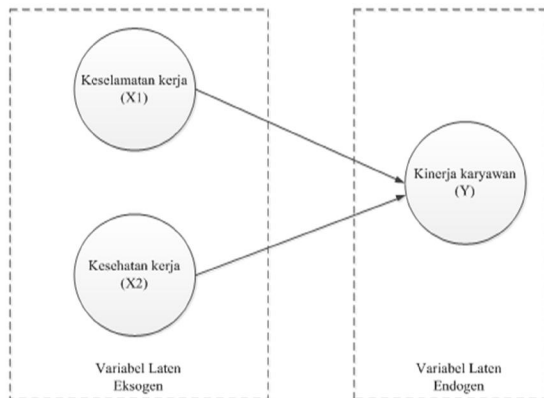 Keselamatan kerja
(X1)
Kinerja karyawan
(Y)
Kesehatan kerja
(X2)
Variabel Laten
Eksogen
Variabel Laten
Endogen